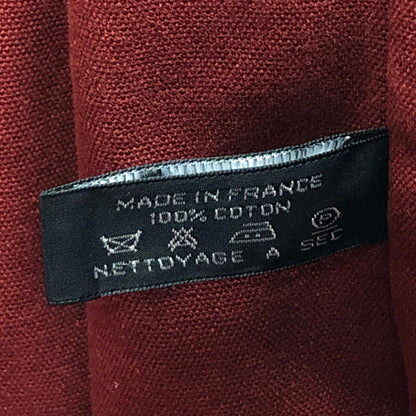 MADE IN FRANCE
100% COTON
P
NETTOYAGE A SEC